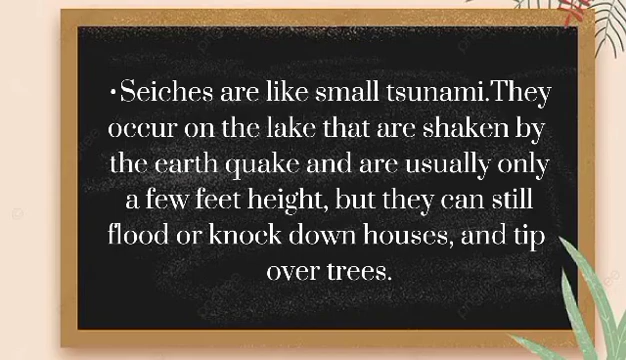 •Seiches are like small tsunami.They
occur on the lake that are shaken by
the earth quake and are usually only
a few feet height, but they can still
flood or knock down houses, and tip
over trees.